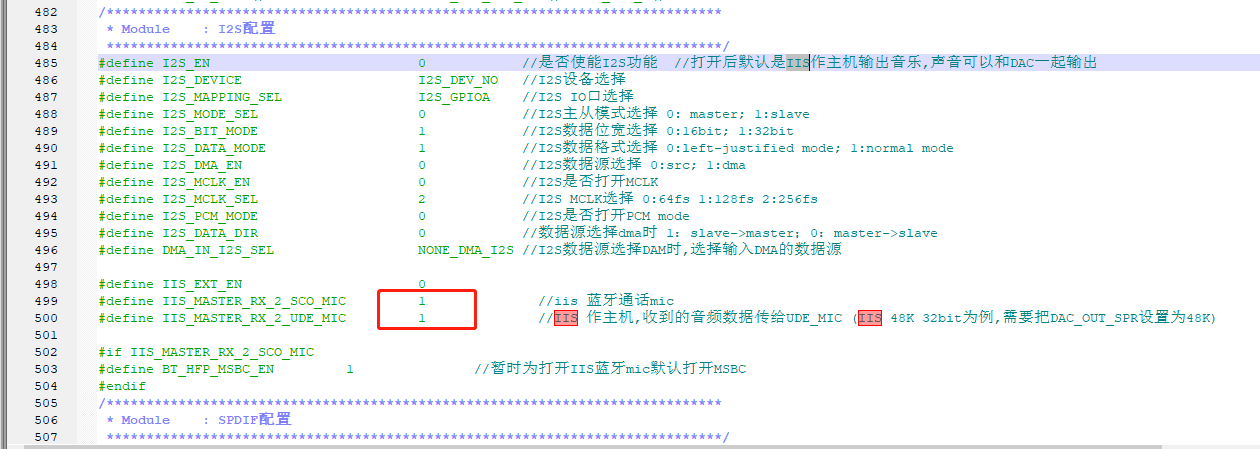 482 /*****************************************************************************
483 * Module : I2S配置
484 *****************************************************************************/
485 #define I2S_EN 0 //是否使能I2S功能 //打开后默认是IIS作主机输出音乐,声音可以和DAC一起输出
486 #define I2S_DEVICE I2S_DEV_NO //I2S设备选择
487 #define I2S_MAPPING_SEL I2S_GPIOA //I2S IO口选择
488 #define I2S_MODE_SEL 0 //I2S主从模式选择 0: master; 1:slave
489 #define I2S_BIT_MODE 1 //I2S数据位宽选择 0:16bit; 1:32bit
490 #define I2S_DATA_MODE 1 //I2S数据格式选择 0:left-justified mode; 1:normal mode
491 #define I2S_DMA_EN 0 //I2S数据源选择 0:src; 1:dma
492 #define I2S_MCLK_EN 0 //I2S是否打开MCLK
493 #define I2S_MCLK_SEL 2 //I2S MCLK选择 0:64fs 1:128fs 2:256fs
494 #define I2S_PCM_MODE 0 //I2S是否打开PCM mode
495 #define I2S_DATA_DIR 0 //数据源选择dma时 1: slave->master; 0: master->slave
496 #define DMA_IN_I2S_SEL NONE_DMA_I2S //I2S数据源选择DAM时,选择输入DMA的数据源
497
498 #define IIS_EXT_EN 0
499 #define IIS_MASTER_RX_2_SCO_MIC 1 //iis 蓝牙通话mic
500 #define IIS_MASTER_RX_2_UDE_MIC 1 //IIS 作主机,收到的音频数据传给UDE_MIC (IIS 48K 32bit为例,需要把DAC_OUT_SPR设置为48K)
501
502 #if IIS_MASTER_RX_2_SCO_MIC
503 #define BT_HFP_MSBC_EN 1 //暂时为打开IIS蓝牙mic默认打开MSBC
504 #endif
505 /*****************************************************************************
506 * Module : SPDIF配置
507 *****************************************************************************/